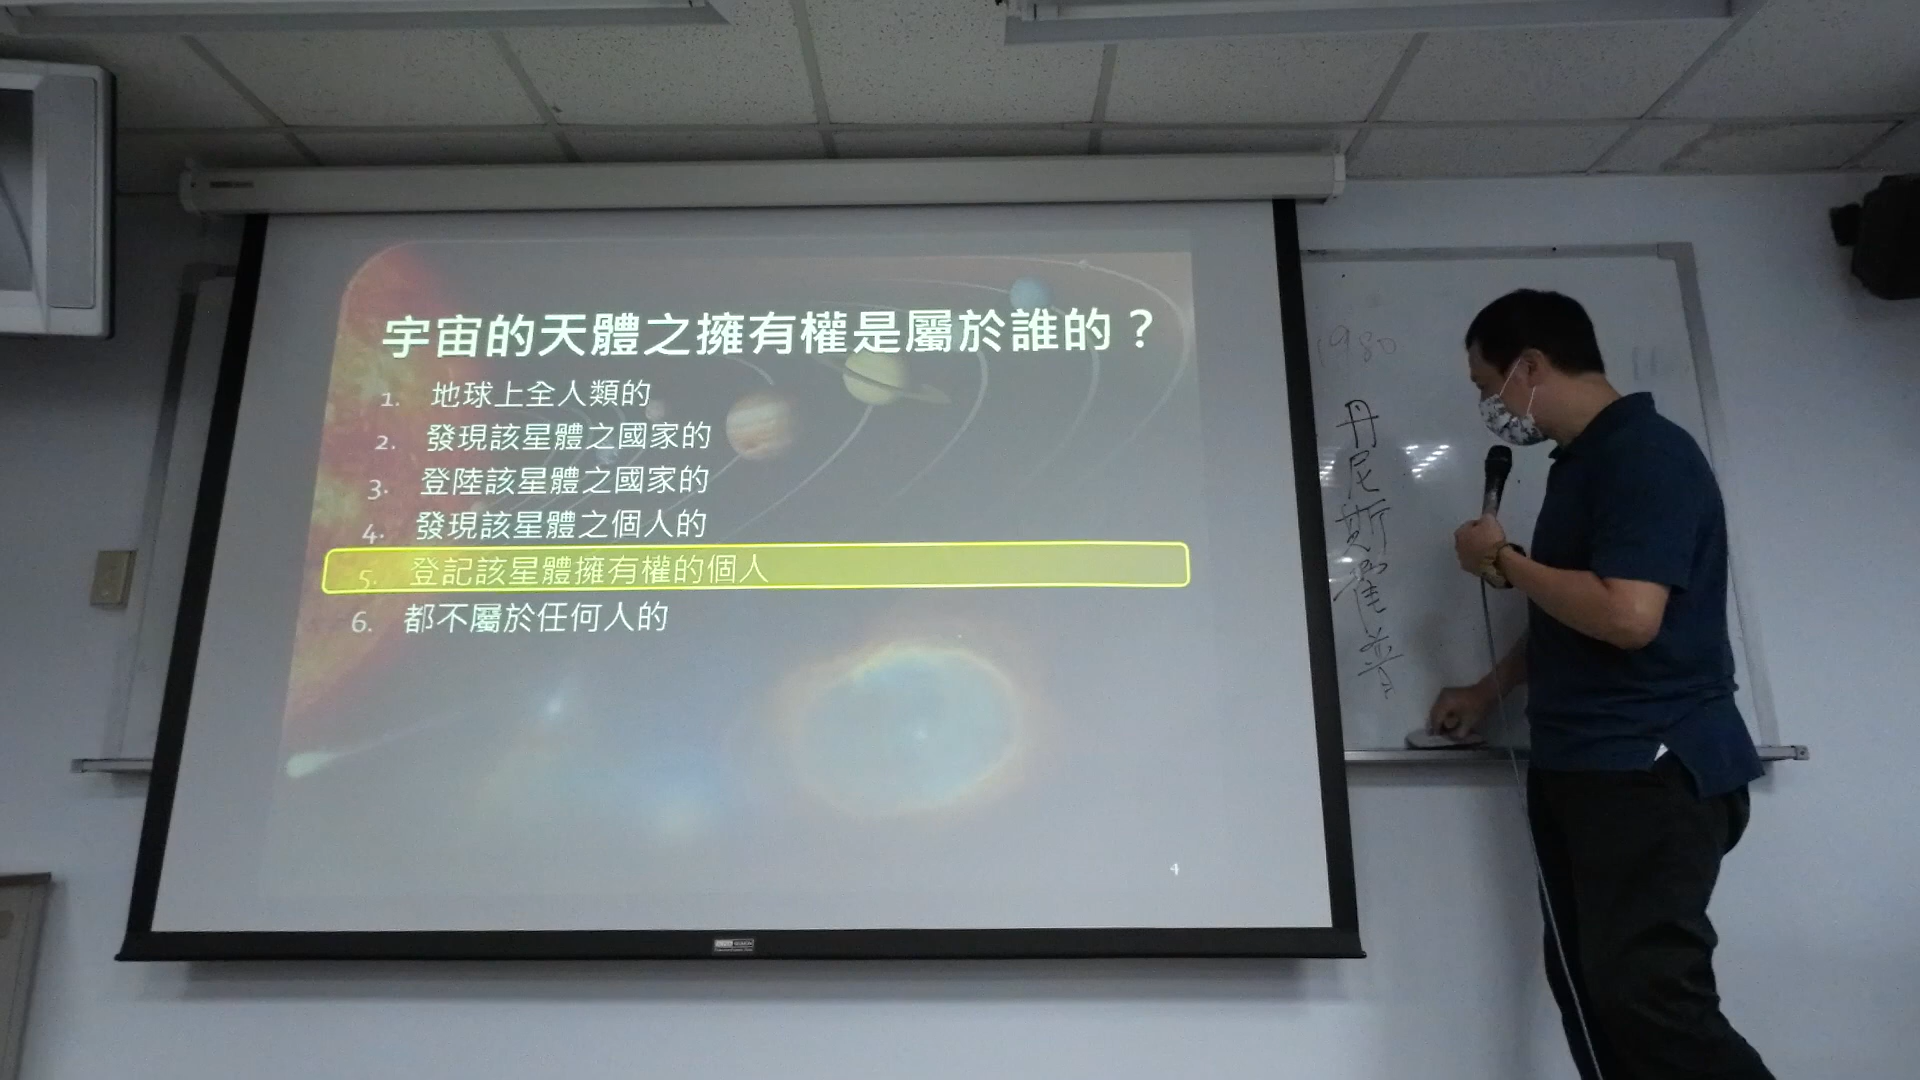 宇宙的天體之擁有權是屬於誰的？
1. 地球上全人類的
2. 發現該星體之國家的
3. 登陸該星體之國家的
4. 發現該星體之個人的
5. 登記該星體擁有權的個人
6. 都不屬於任何人的
4
1980
丹尼斯霍普